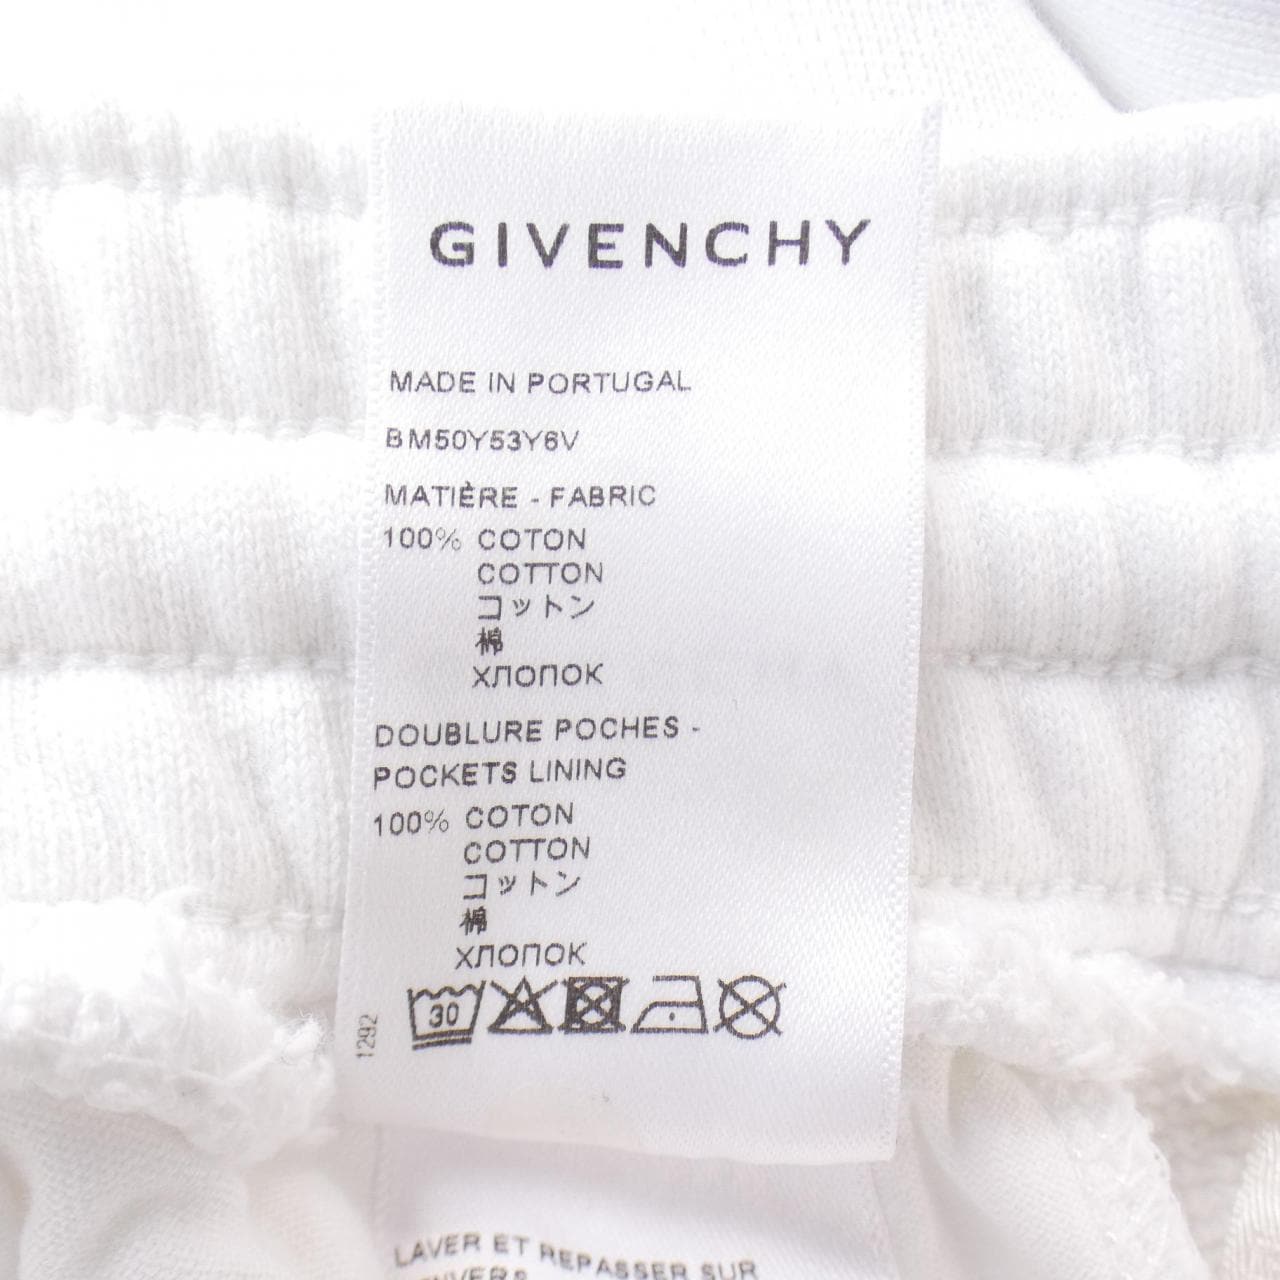 GIVENCHY
MADE IN PORTUGAL
BM50Y53Y6V
MATIÈRE - FABRIC
100% COTON
COTTON
コットン
棉
ХЛОПОК
DOUBLURE POCHES -
POCKETS LINING
100% COTON
COTTON
コットン
棉
ХЛОПОК
30
1292
LAVER ET REPASSER SUR